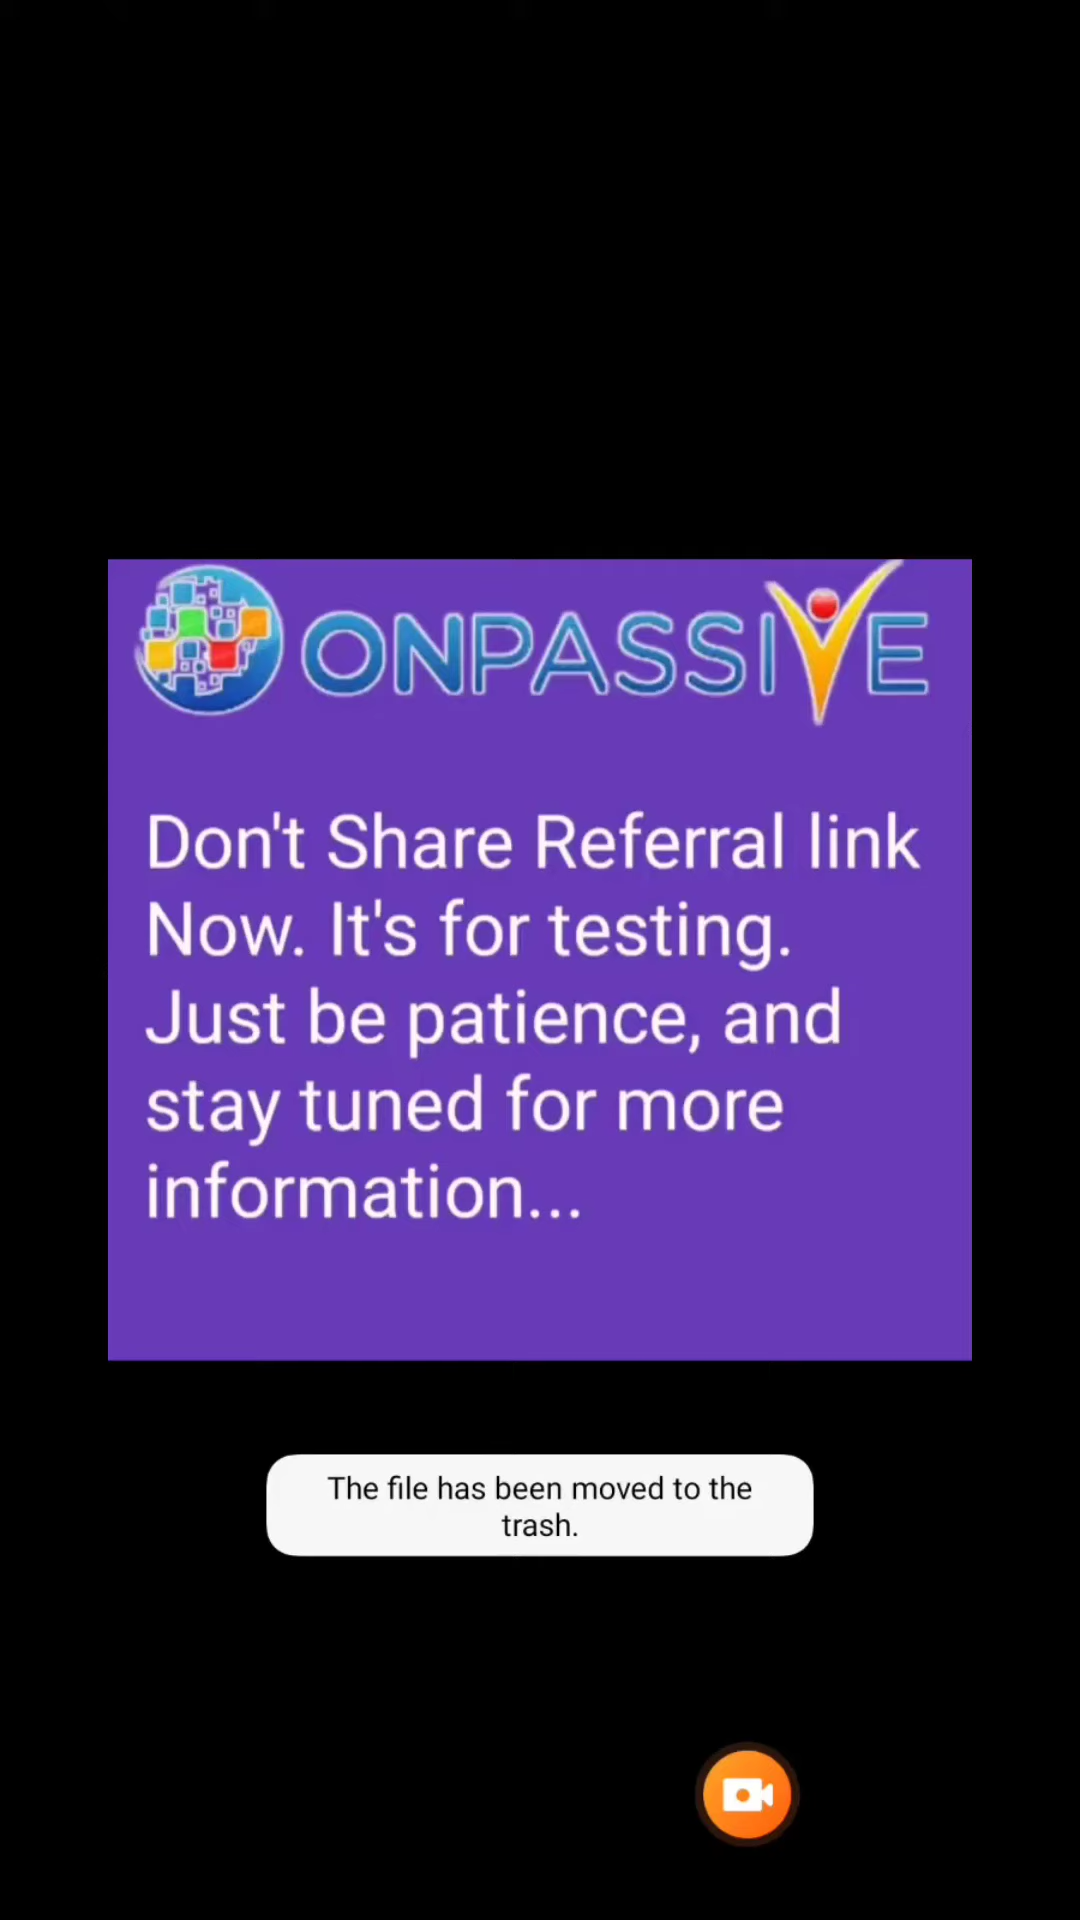 ONPASSIVE
Don't Share Referral link
Now. It's for testing.
Just be patience, and
stay tuned for more
information...
The file has been moved to the
trash.